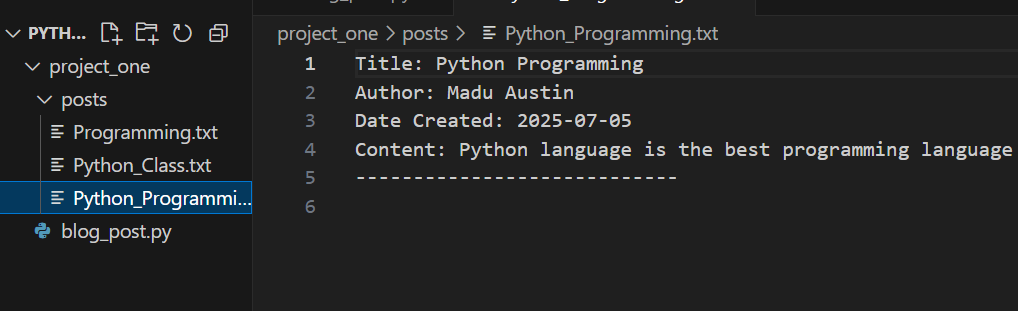 PYTH...
project_one
posts
Programming.txt
Python_Class.txt
Python_Programmi...
blog_post.py
project_one > posts > Python_Programming.txt
1 Title: Python Programming
2 Author: Madu Austin
3 Date Created: 2025-07-05
4 Content: Python language is the best programming language
5 ----------------------------
6